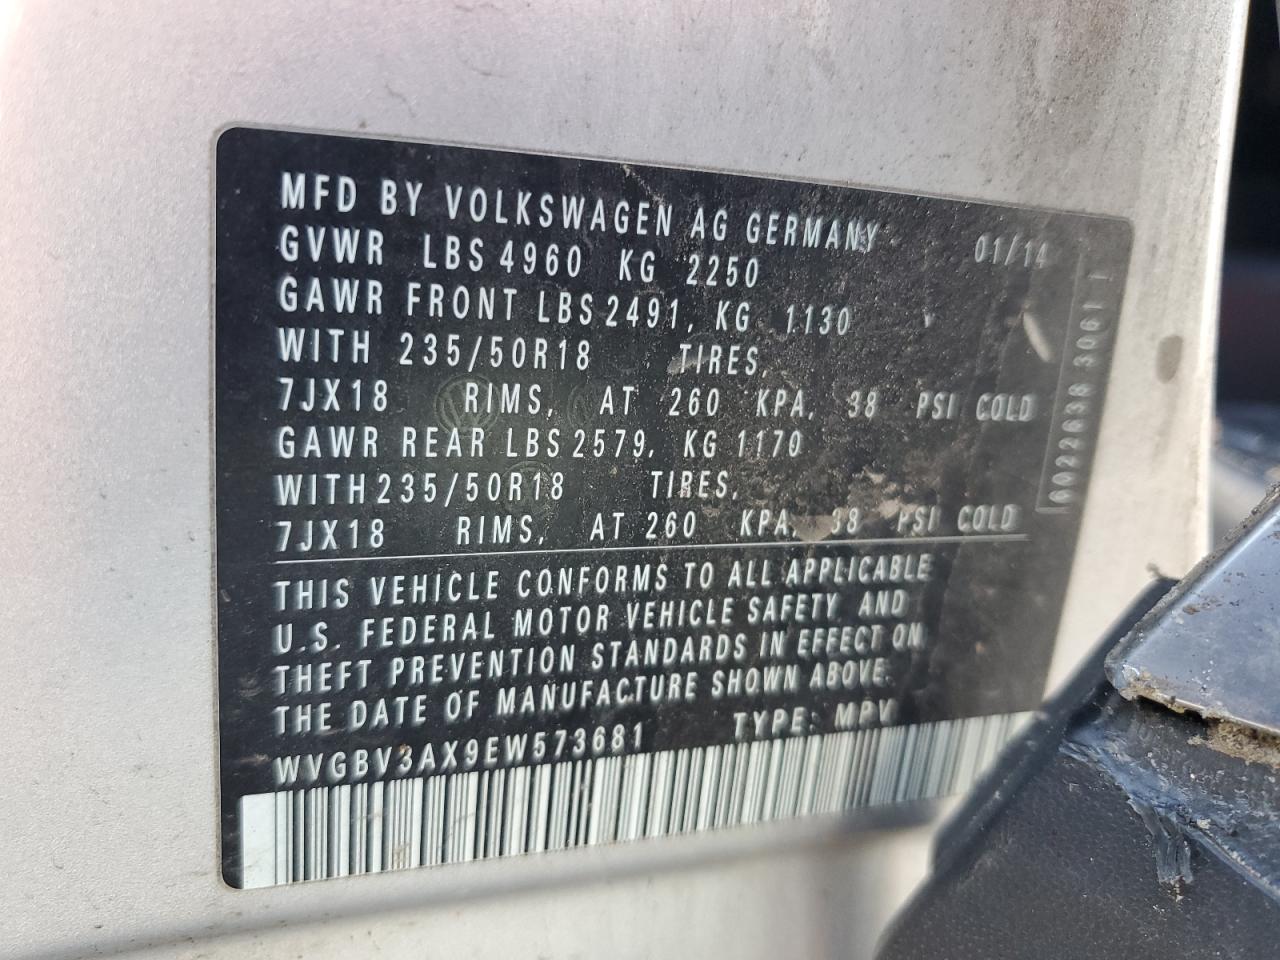 MFD BY VOLKSWAGEN AG GERMANY 01/14
GVWR LBS 4960 KG 2250
GAWR FRONT LBS 2491, KG 1130
WITH 235/50R18 TIRES,
7JX18 RIMS, AT 260 KPA, 38 PSI COLD
GAWR REAR LBS 2579, KG 1170
WITH 235/50R18 TIRES,
7JX18 RIMS, AT 260 KPA, 38 PSI COLD
THIS VEHICLE CONFORMS TO ALL APPLICABLE
U.S. FEDERAL MOTOR VEHICLE SAFETY AND
THEFT PREVENTION STANDARDS IN EFFECT ON
THE DATE OF MANUFACTURE SHOWN ABOVE.
WVGBV3AX9EW573681 TYPE: MPV